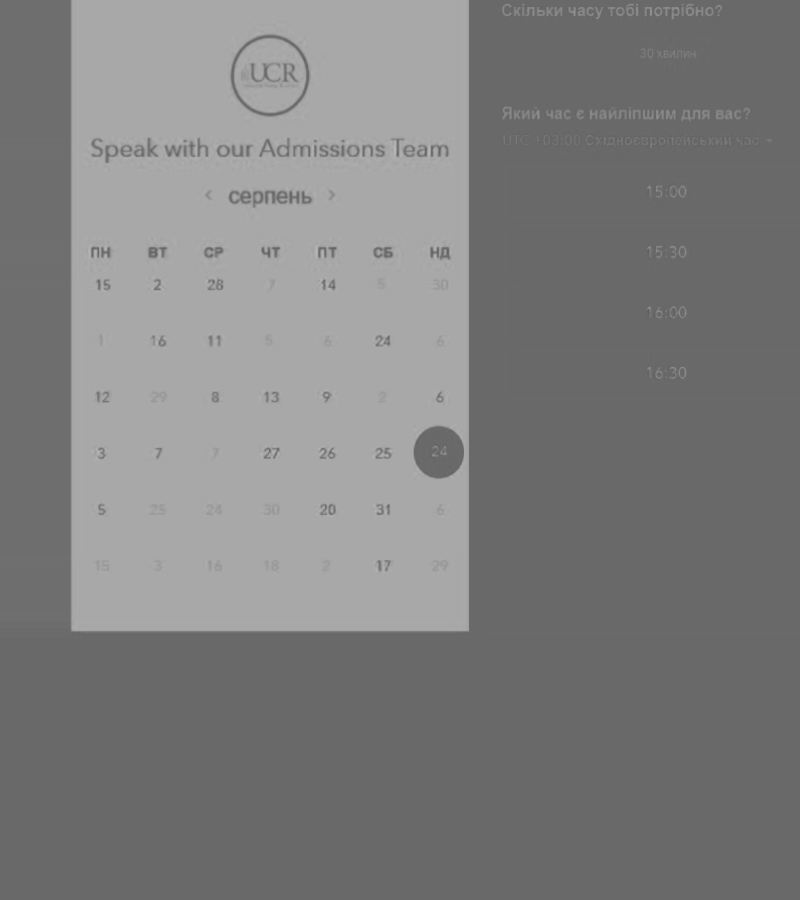 UCR
Speak with our Admissions Team
‹ серпень ›
ПН ВТ СР ЧТ ПТ СБ НД
15 2 28 7 14 5 30
1 16 11 5 6 24 6
12 29 8 13 9 2 6
3 7 7 27 26 25 24
5 25 24 30 20 31 6
15 3 16 18 2 17 29
Скільки часу тобі потрібно?
30 хвилин
Який час є найліпшим для вас?
UTC +03:00 Східноєвропейський час
15:00
15:30
16:00
16:30